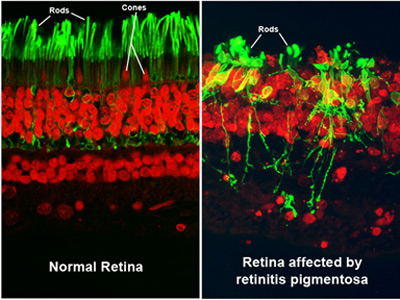 Rods
Cones
Normal Retina
Rods
Retina affected by
retinitis pigmentosa